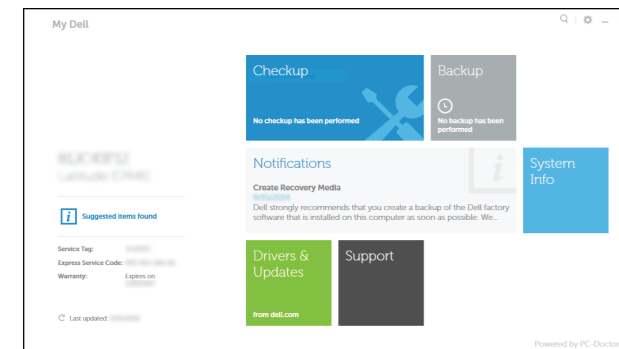 My Dell
Checkup
No checkup has been performed
Backup
No backup has been
performed
Notifications
Create Recovery Media
Dell strongly recommends that you create a backup of the Dell factory
software that is installed on this computer as soon as possible. We...
System
Info
Suggested items found
Service Tag:
Express Service Code:
Warranty: Expires on
Last updated:
Drivers &
Updates
from dell.com
Support
Powered by PC-Doctor